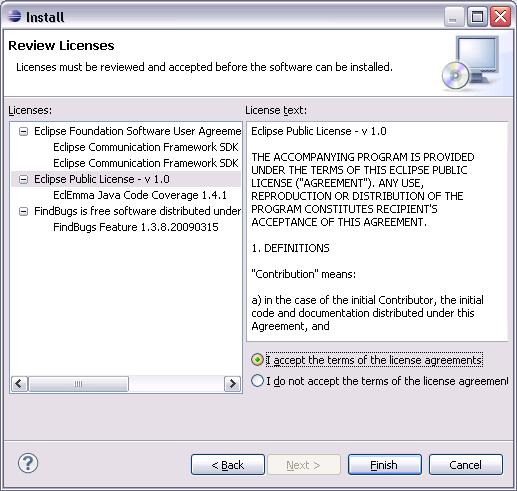 Install
Review Licenses
Licenses must be reviewed and accepted before the software can be installed.
Licenses:
Eclipse Foundation Software User Agreeme
Eclipse Communication Framework SDK
Eclipse Communication Framework SDK
Eclipse Public License - v 1.0
EclEmma Java Code Coverage 1.4.1
FindBugs is free software distributed under
FindBugs Feature 1.3.8.20090315
License text:
Eclipse Public License - v 1.0
THE ACCOMPANYING PROGRAM IS PROVIDED
UNDER THE TERMS OF THIS ECLIPSE PUBLIC
LICENSE ("AGREEMENT"). ANY USE,
REPRODUCTION OR DISTRIBUTION OF THE
PROGRAM CONSTITUTES RECIPIENT'S
ACCEPTANCE OF THIS AGREEMENT.
1. DEFINITIONS
"Contribution" means:
a) in the case of the initial Contributor, the initial
code and documentation distributed under this
Agreement, and
I accept the terms of the license agreements
I do not accept the terms of the license agreement
?
< Back
Next >
Finish
Cancel